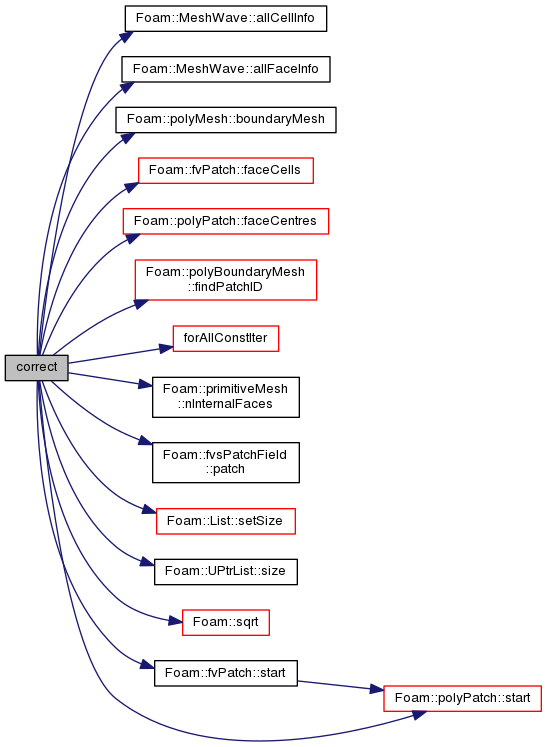 Foam::MeshWave::allCellInfo
Foam::MeshWave::allFaceInfo
Foam::polyMesh::boundaryMesh
Foam::fvPatch::faceCells
Foam::polyPatch::faceCentres
Foam::polyBoundaryMesh
::findPatchID
forAllConstIter
correct
Foam::primitiveMesh
::nInternalFaces
Foam::fvsPatchField
::patch
Foam::List::setSize
Foam::UPtrList::size
Foam::sqrt
Foam::fvPatch::start
Foam::polyPatch::start